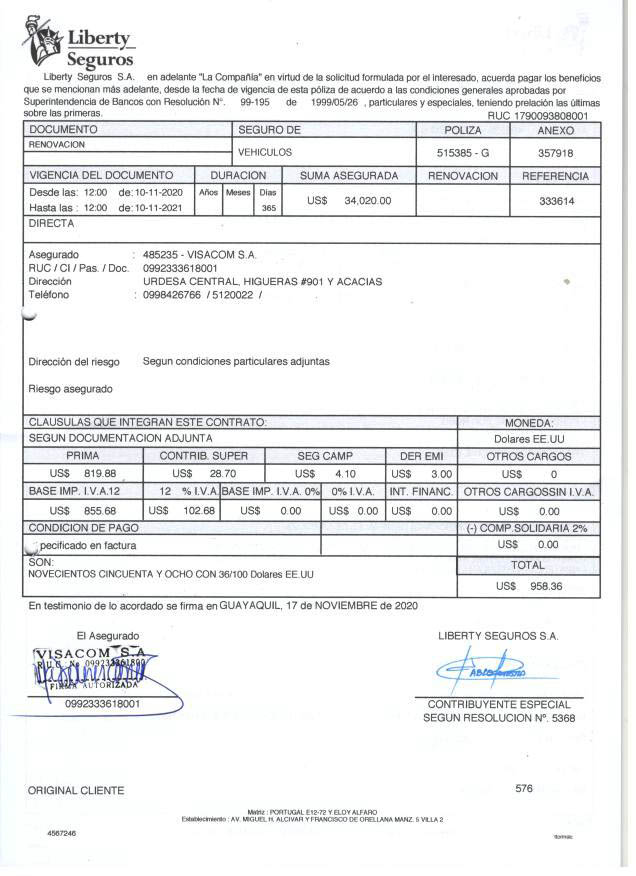 Liberty
Seguros
Liberty Seguros S.A. en adelante "La Compañía" en virtud de la solicitud formulada por el interesado, acuerda pagar los beneficios
que se mencionan más adelante, desde la fecha de vigencia de esta póliza de acuerdo a las condiciones generales aprobadas por
Superintendencia de Bancos con Resolución Nº. 99-195 de 1999/05/26 , particulares y especiales, teniendo prelación las últimas
sobre las primeras. RUC 1790093808001
DOCUMENTO SEGURO DE POLIZA ANEXO
RENOVACION VEHICULOS 515385 - G 357918
VIGENCIA DEL DOCUMENTO DURACION SUMA ASEGURADA RENOVACION REFERENCIA
Desde las: 12:00 de: 10-11-2020 Años Meses Dias US$ 34,020.00 333614
Hasta las : 12:00 de: 10-11-2021 365
DIRECTA
Asegurado : 485235 - VISACOM S.A.
RUC / CI / Pas. / Doc. 0992333618001
Dirección URDESA CENTRAL, HIGUERAS #901 Y ACACIAS
Teléfono : 0998426766 / 5120022 /
Dirección del riesgo Segun condiciones particulares adjuntas
Riesgo asegurado
CLAUSULAS QUE INTEGRAN ESTE CONTRATO: MONEDA:
SEGUN DOCUMENTACION ADJUNTA Dolares EE.UU
PRIMA CONTRIB. SUPER SEG CAMP DER EMI OTROS CARGOS
US$ 819.88 US$ 28.70 US$ 4.10 US$ 3.00 US$ 0
BASE IMP. I.V.A.12 12 % I.V.A. BASE IMP. I.V.A. 0% 0% I.V.A. INT. FINANC. OTROS CARGOSSIN I.V.A.
US$ 855.68 US$ 102.68 US$ 0.00 US$ 0.00 US$ 0.00 US$ 0.00
CONDICION DE PAGO (-) COMP.SOLIDARIA 2%
pecificado en factura US$ 0.00
SON: TOTAL
NOVECIENTOS CINCUENTA Y OCHO CON 36/100 Dolares EE.UU
US$ 958.36
En testimonio de lo acordado se firma en GUAYAQUIL, 17 de NOVIEMBRE de 2020
El Asegurado LIBERTY SEGUROS S.A.
VISACOM S.A
R.U.C. No 0992333361800
FIRMA AUTORIZADA
0992333618001 CONTRIBUYENTE ESPECIAL
SEGUN RESOLUCION Nº. 5368
ORIGINAL CLIENTE 576
Matriz : PORTUGAL E12-72 Y ELOY ALFARO
Establecimiento : AV. MIGUEL H. ALCIVAR Y FRANCISCO DE ORELLANA MANZ. 5 VILLA 2
4567246